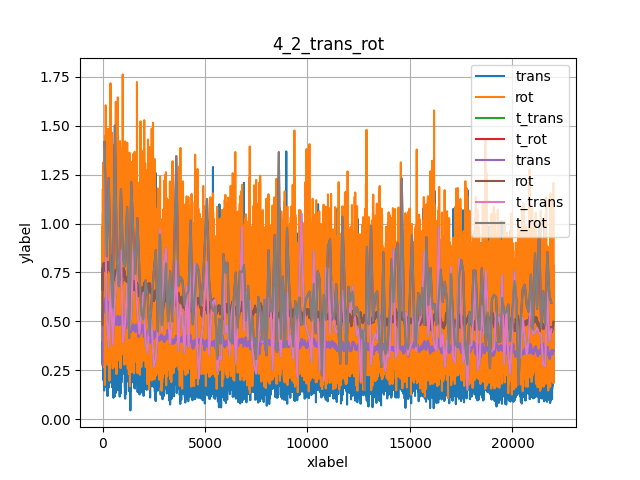 4_2_trans_rot
1.75
1.50
1.25
1.00
0.75
0.50
0.25
0.00
ylabel
0
5000
10000
15000
20000
xlabel
trans
rot
t_trans
t_rot
trans
rot
t_trans
t_rot